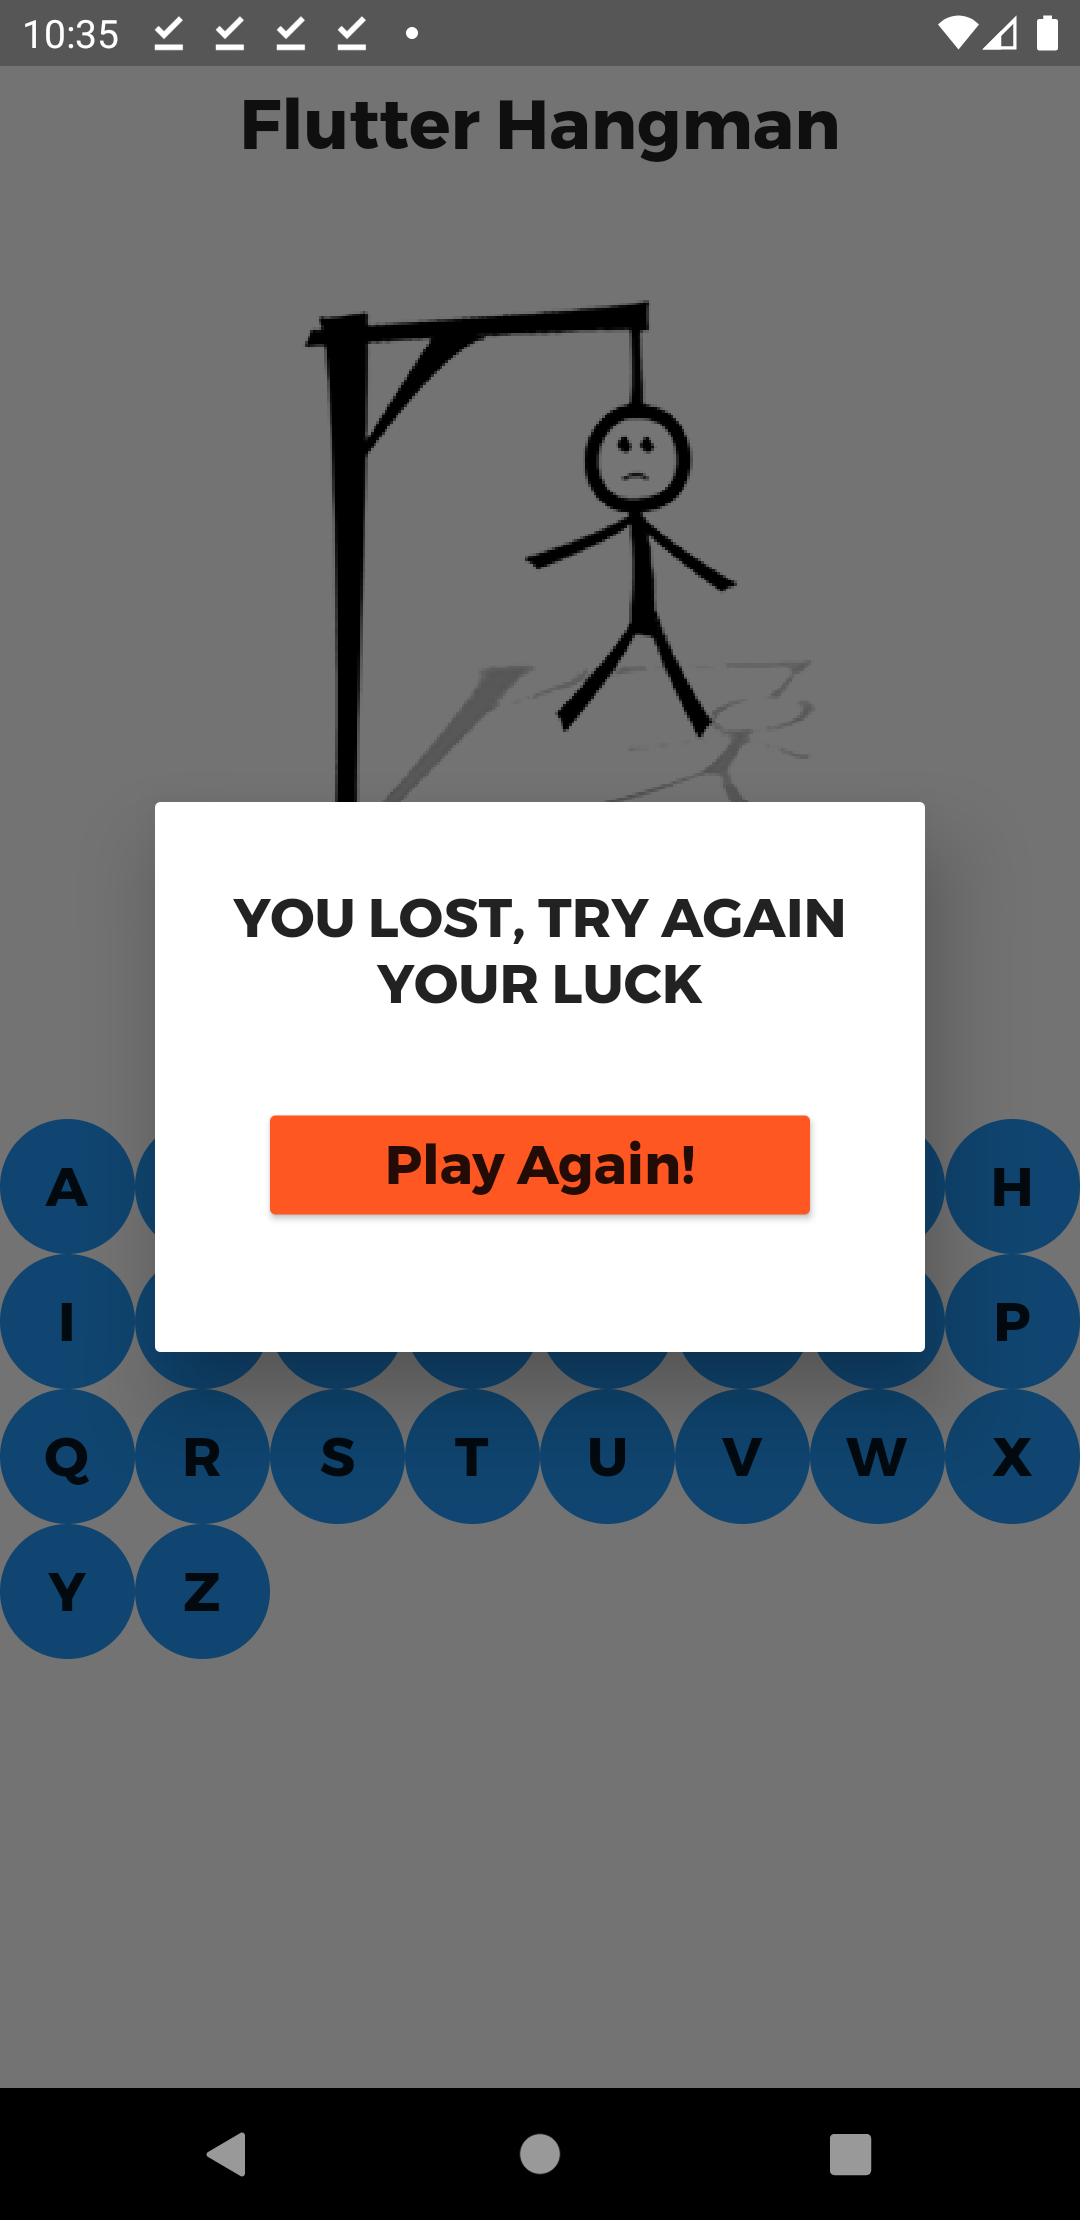 10:35
Flutter Hangman
YOU LOST, TRY AGAIN
YOUR LUCK
Play Again!
A H
I P
Q R S T U V W X
Y Z